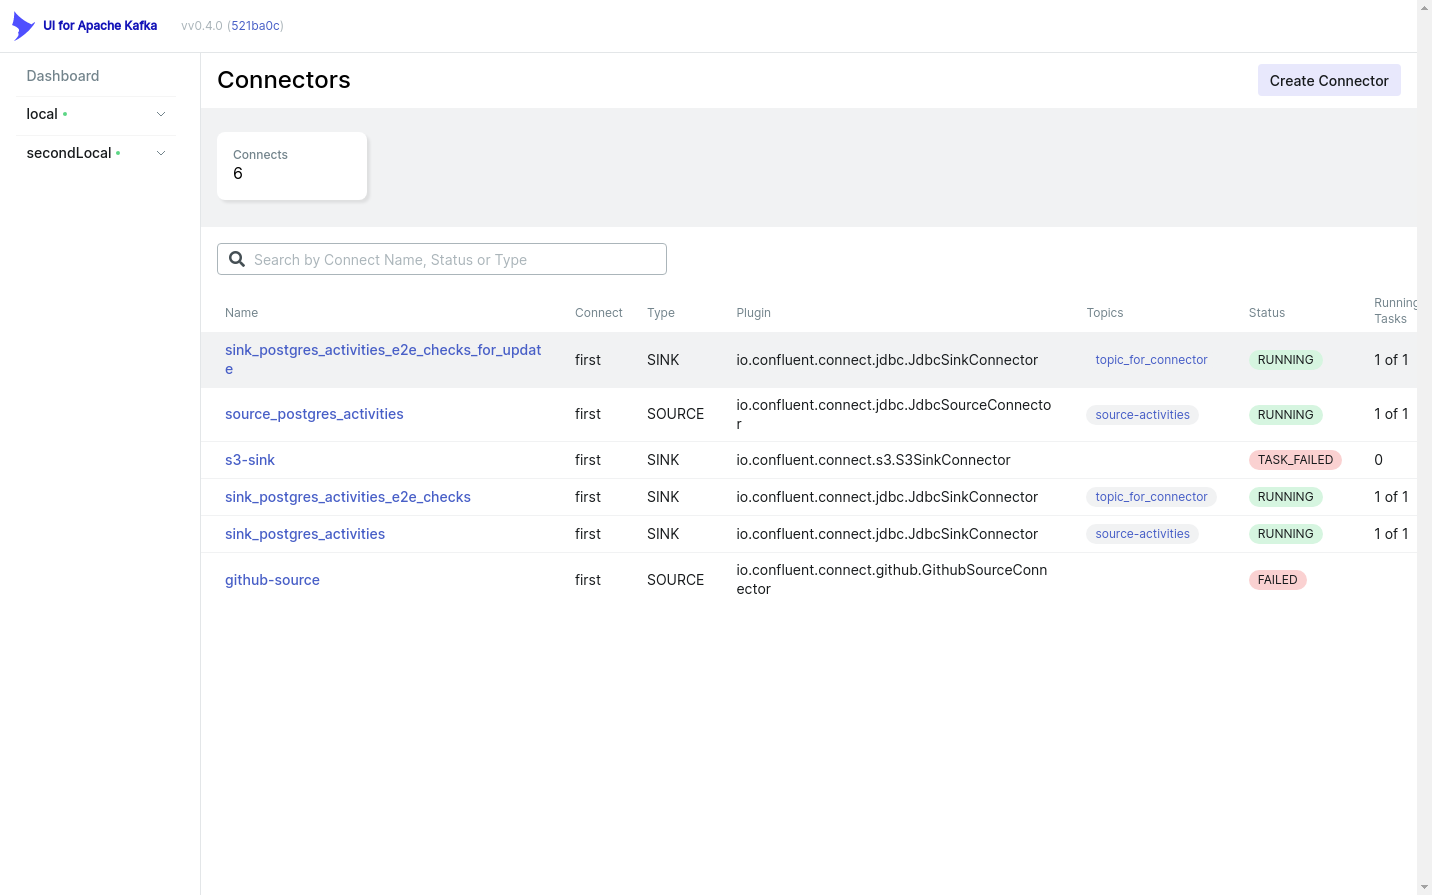 UI for Apache Kafka vv0.4.0 (521ba0c)
Dashboard
local
secondLocal
Connectors
Create Connector
Connects
6
Search by Connect Name, Status or Type
Name Connect Type Plugin Topics Status Running
Tasks
sink_postgres_activities_e2e_checks_for_updat
e first SINK io.confluent.connect.jdbc.JdbcSinkConnector topic_for_connector RUNNING 1 of 1
source_postgres_activities first SOURCE io.confluent.connect.jdbc.JdbcSourceConnecto
r source-activities RUNNING 1 of 1
s3-sink first SINK io.confluent.connect.s3.S3SinkConnector TASK_FAILED 0
sink_postgres_activities_e2e_checks first SINK io.confluent.connect.jdbc.JdbcSinkConnector topic_for_connector RUNNING 1 of 1
sink_postgres_activities first SINK io.confluent.connect.jdbc.JdbcSinkConnector source-activities RUNNING 1 of 1
github-source first SOURCE io.confluent.connect.github.GithubSourceConn
ector FAILED